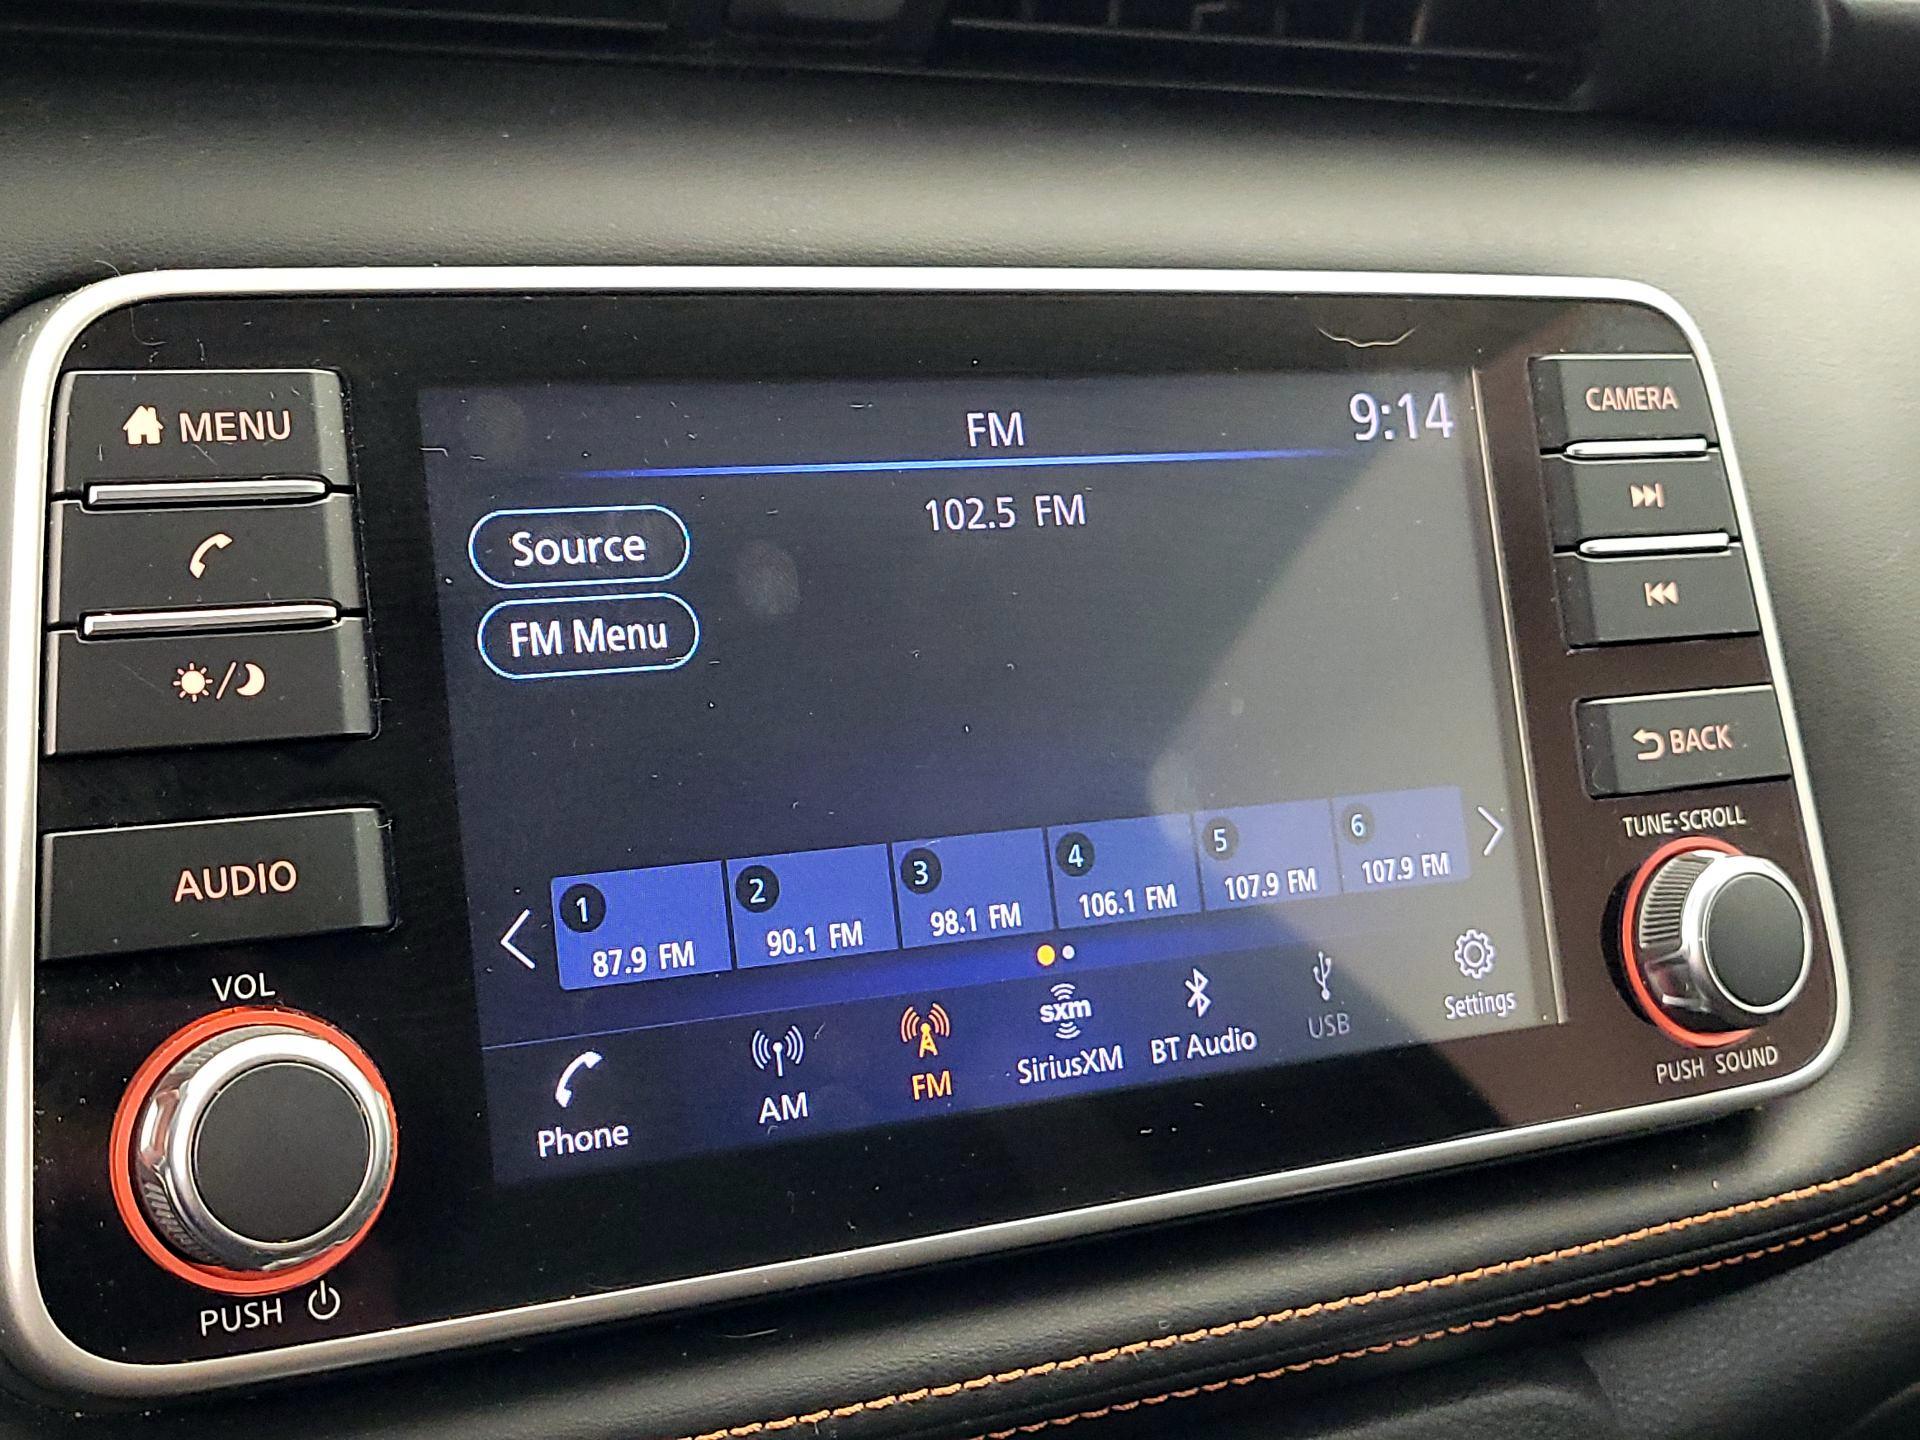 MENU
AUDIO
VOL
PUSH
FM
9:14
102.5 FM
Source
FM Menu
1
87.9 FM
2
90.1 FM
3
98.1 FM
4
106.1 FM
5
107.9 FM
6
107.9 FM
Phone
AM
FM
sxm
SiriusXM
BT Audio
USB
Settings
CAMERA
BACK
TUNE·SCROLL
PUSH SOUND